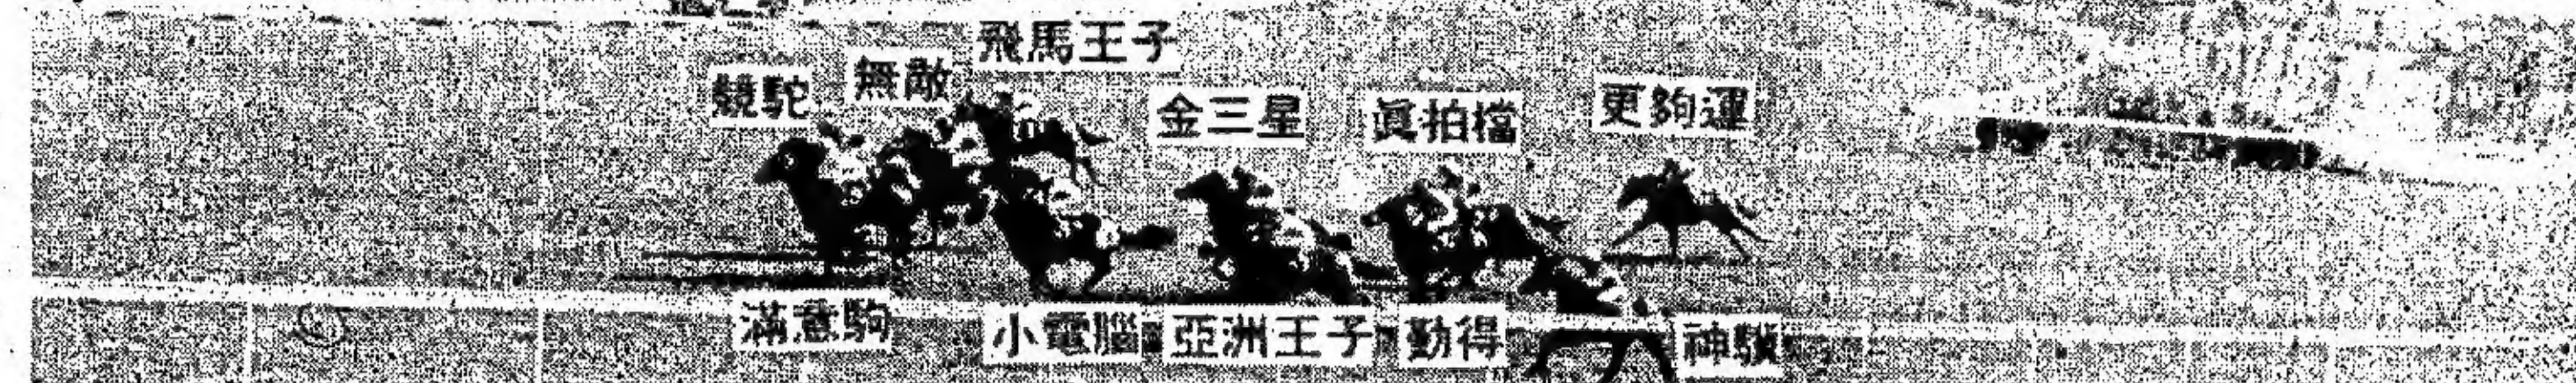 飛馬王子
無敵
競駝
金三星
眞拍檔
更夠運
滿意駒
小電腦
亞洲王子
勤得
神駿